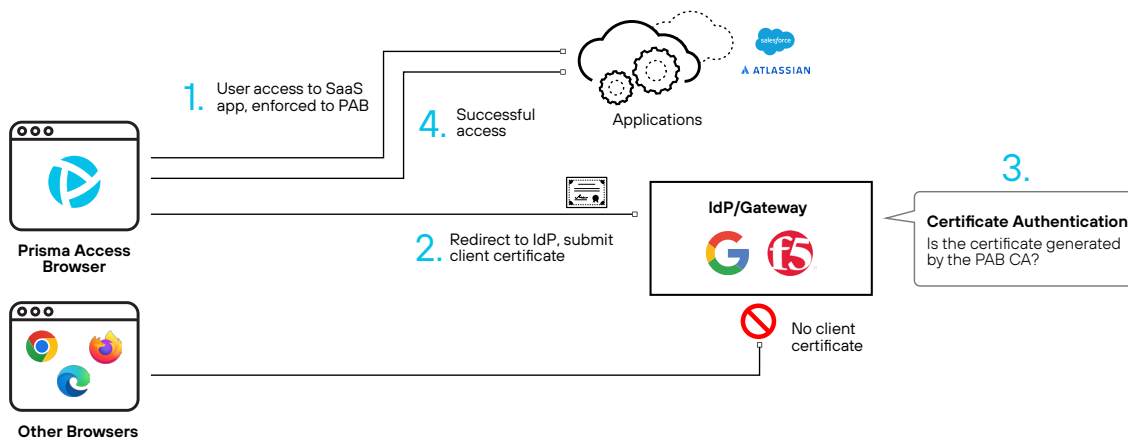 salesforce
ATLASSIAN
1. User access to SaaS
app, enforced to PAB
4. Successful
access
Applications
3.
Prisma Access
Browser
2. Redirect to IdP, submit
client certificate
IdP/Gateway
G
f5
Certificate Authentication
Is the certificate generated
by the PAB CA?
No client
certificate
Other Browsers